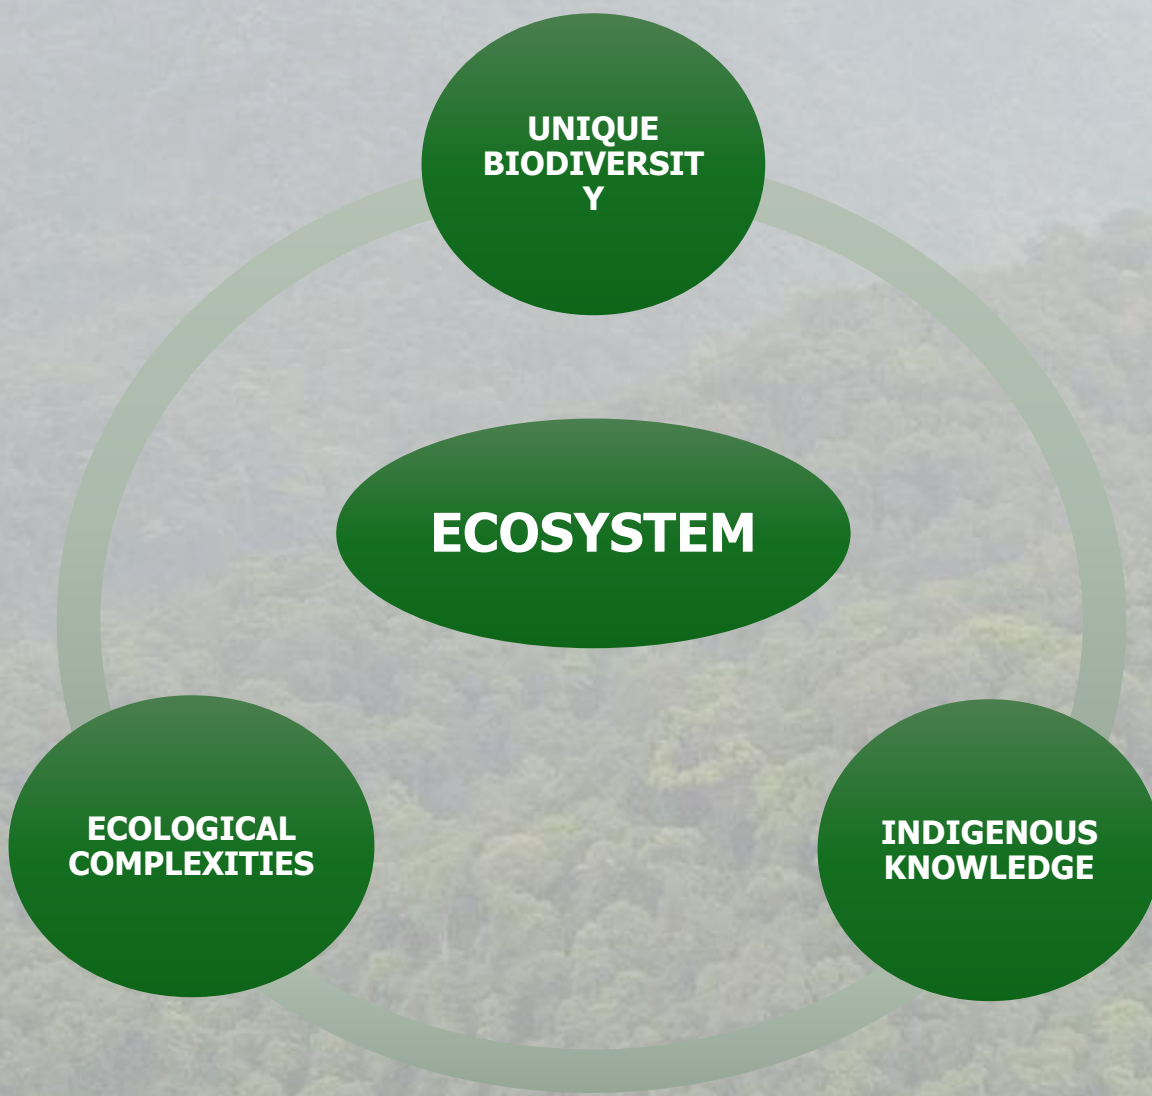 UNIQUE
BIODIVERSIT
Y
ECOSYSTEM
ECOLOGICAL
COMPLEXITIES
INDIGENOUS
KNOWLEDGE